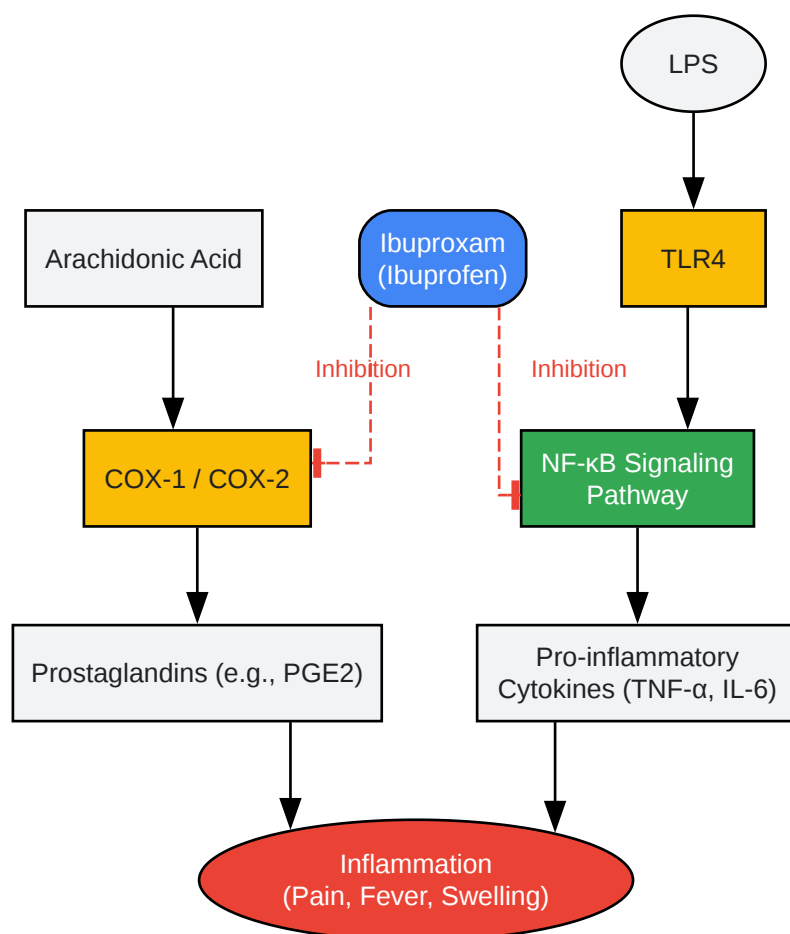 LPS
Arachidonic Acid
Ibuproxam
(Ibuprofen)
TLR4
Inhibition
Inhibition
COX-1 / COX-2
NF-κB Signaling
Pathway
Prostaglandins (e.g., PGE2)
Pro-inflammatory
Cytokines (TNF-α, IL-6)
Inflammation
(Pain, Fever, Swelling)